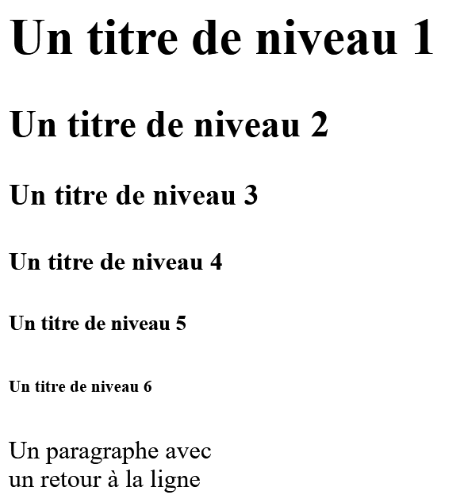 Un titre de niveau 1
Un titre de niveau 2
Un titre de niveau 3
Un titre de niveau 4
Un titre de niveau 5
Un titre de niveau 6
Un paragraphe avec
un retour à la ligne